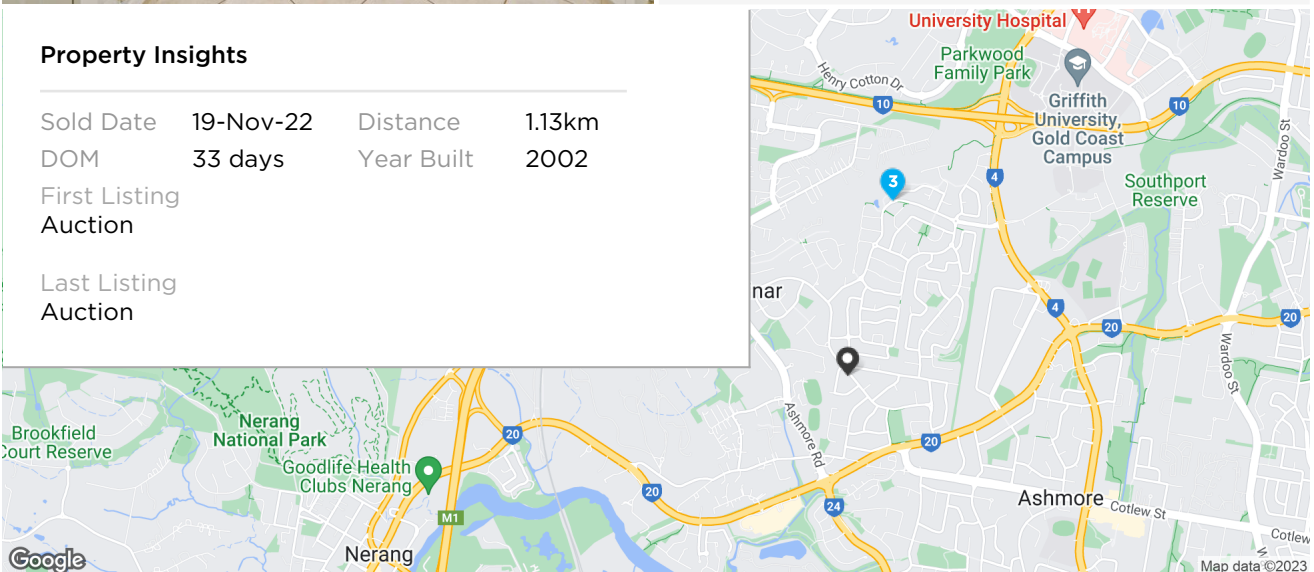 Property Insights
Sold Date 19-Nov-22 Distance 1.13km
DOM 33 days Year Built 2002
First Listing
Auction
Last Listing
Auction
University Hospital
Parkwood
Family Park
Henry Cotton Dr
10
10
Griffith
University,
Gold Coast
Campus
Wardoo St
3
4
Southport
Reserve
nar
4
20
20
Wardoo St
Ashmore Rd
Nerang
National Park
Brookfield
Court Reserve
20
20
Goodlife Health
Clubs Nerang
20
24
Ashmore
Cotlew St
M1
Cotlew
Nerang
Google
Map data ©2023